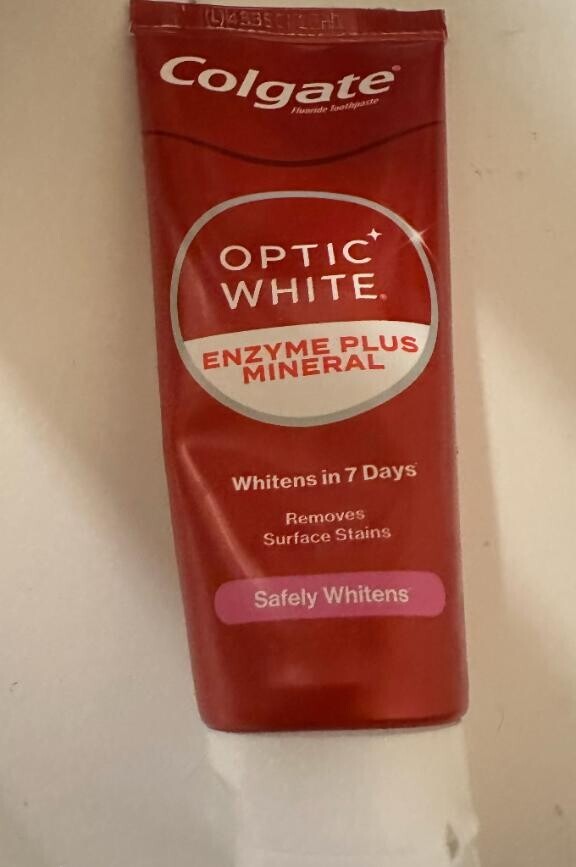 Colgate®
Fluoride Toothpaste
OPTIC
WHITE®
ENZYME PLUS
MINERAL
Whitens in 7 Days*
Removes
Surface Stains
Safely Whitens*